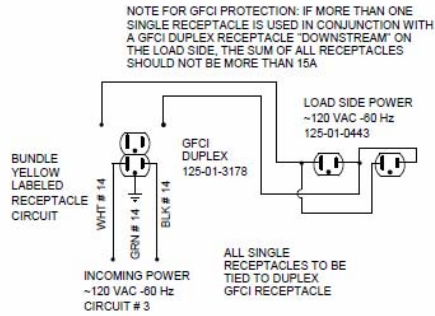 NOTE FOR GFCI PROTECTION: IF MORE THAN ONE
SINGLE RECEPTACLE IS USED IN CONJUNCTION WITH
A GFCI DUPLEX RECEPTACLE "DOWNSTREAM" ON
THE LOAD SIDE, THE SUM OF ALL RECEPTACLES
SHOULD NOT BE MORE THAN 15A
LOAD SIDE POWER
~120 VAC -60 Hz
125-01-0443
GFCI
DUPLEX
125-01-3178
BUNDLE
YELLOW
LABELED
RECEPTACLE
CIRCUIT
WHT # 14
GRN # 14
BLK # 14
INCOMING POWER
~120 VAC -60 Hz
CIRCUIT # 3
ALL SINGLE
RECEPTACLES TO BE
TIED TO DUPLEX
GFCI RECEPTACLE